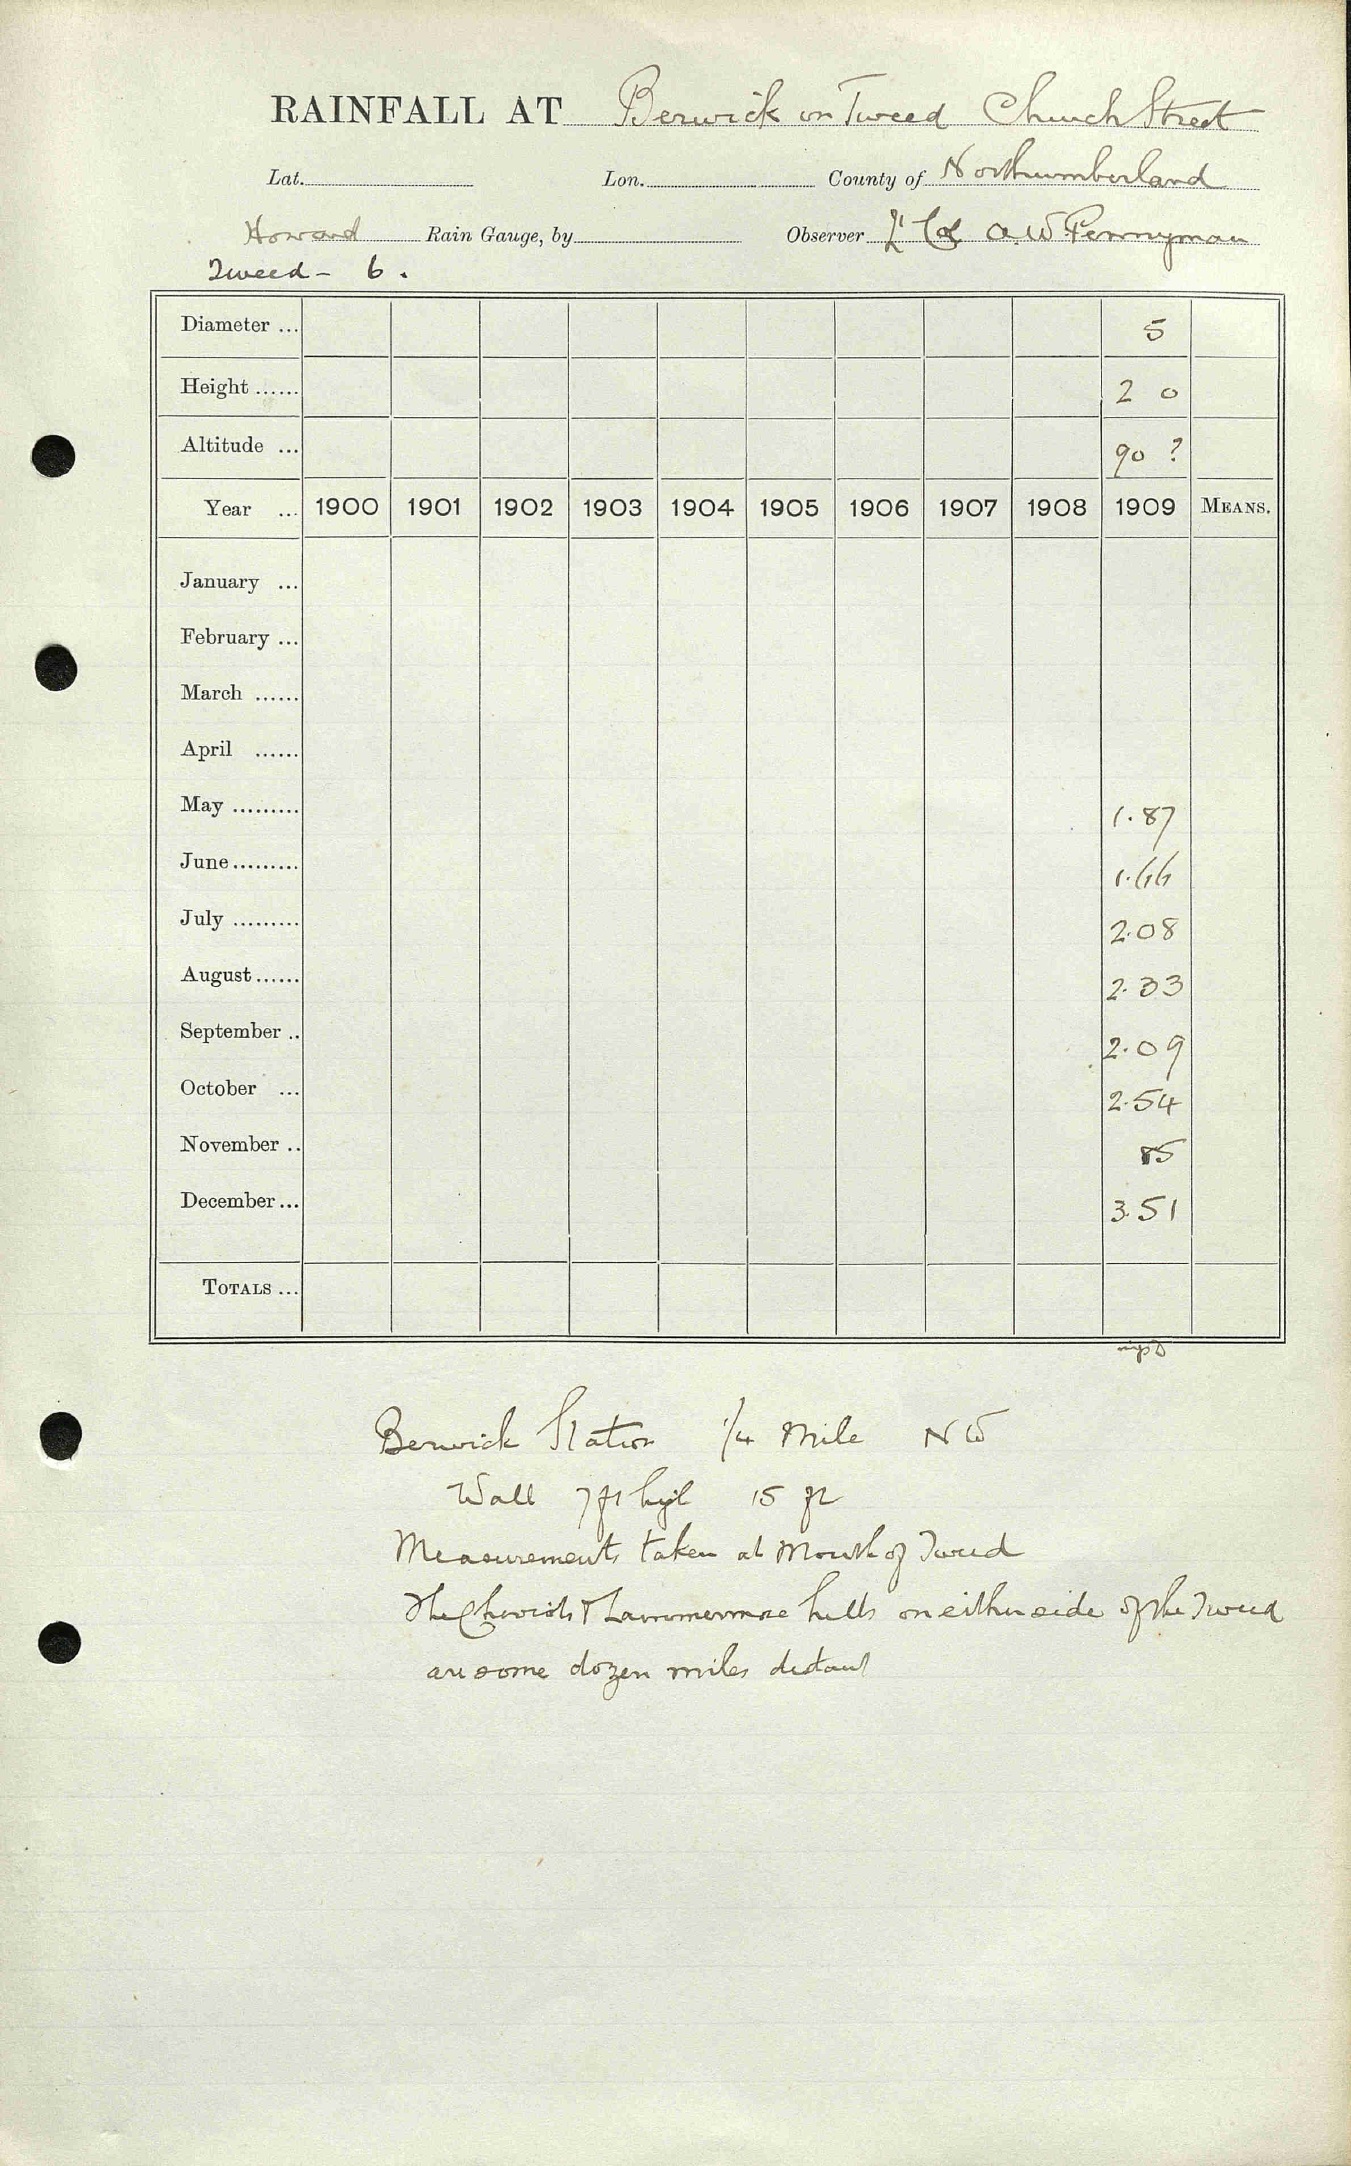 RAINFALL AT Berwick on Tweed Church Street
Lat. Lon. County of Northumberland
Howard Rain Gauge, by Observer Lt Col A.W. Pennyman
Tweed - 6.
Diameter ... 5
Height ...... 2 0
Altitude ... 90 ?
Year ... 1900 1901 1902 1903 1904 1905 1906 1907 1908 1909 MEANS.
January ...
February ...
March ......
April ......
May ......... 1.87
June ......... 1.66
July ......... 2.08
August ...... 2.33
September .. 2.09
October ... 2.54
November .. 85
December ... 3.51
TOTALS ...
Berwick Station 1/4 Mile NW
Wall 7 ft high 15 ft
Measurements taken at Mouth of Tweed
The Cheviots & Lammermore hills on either side of the Tweed
are some dozen miles distant